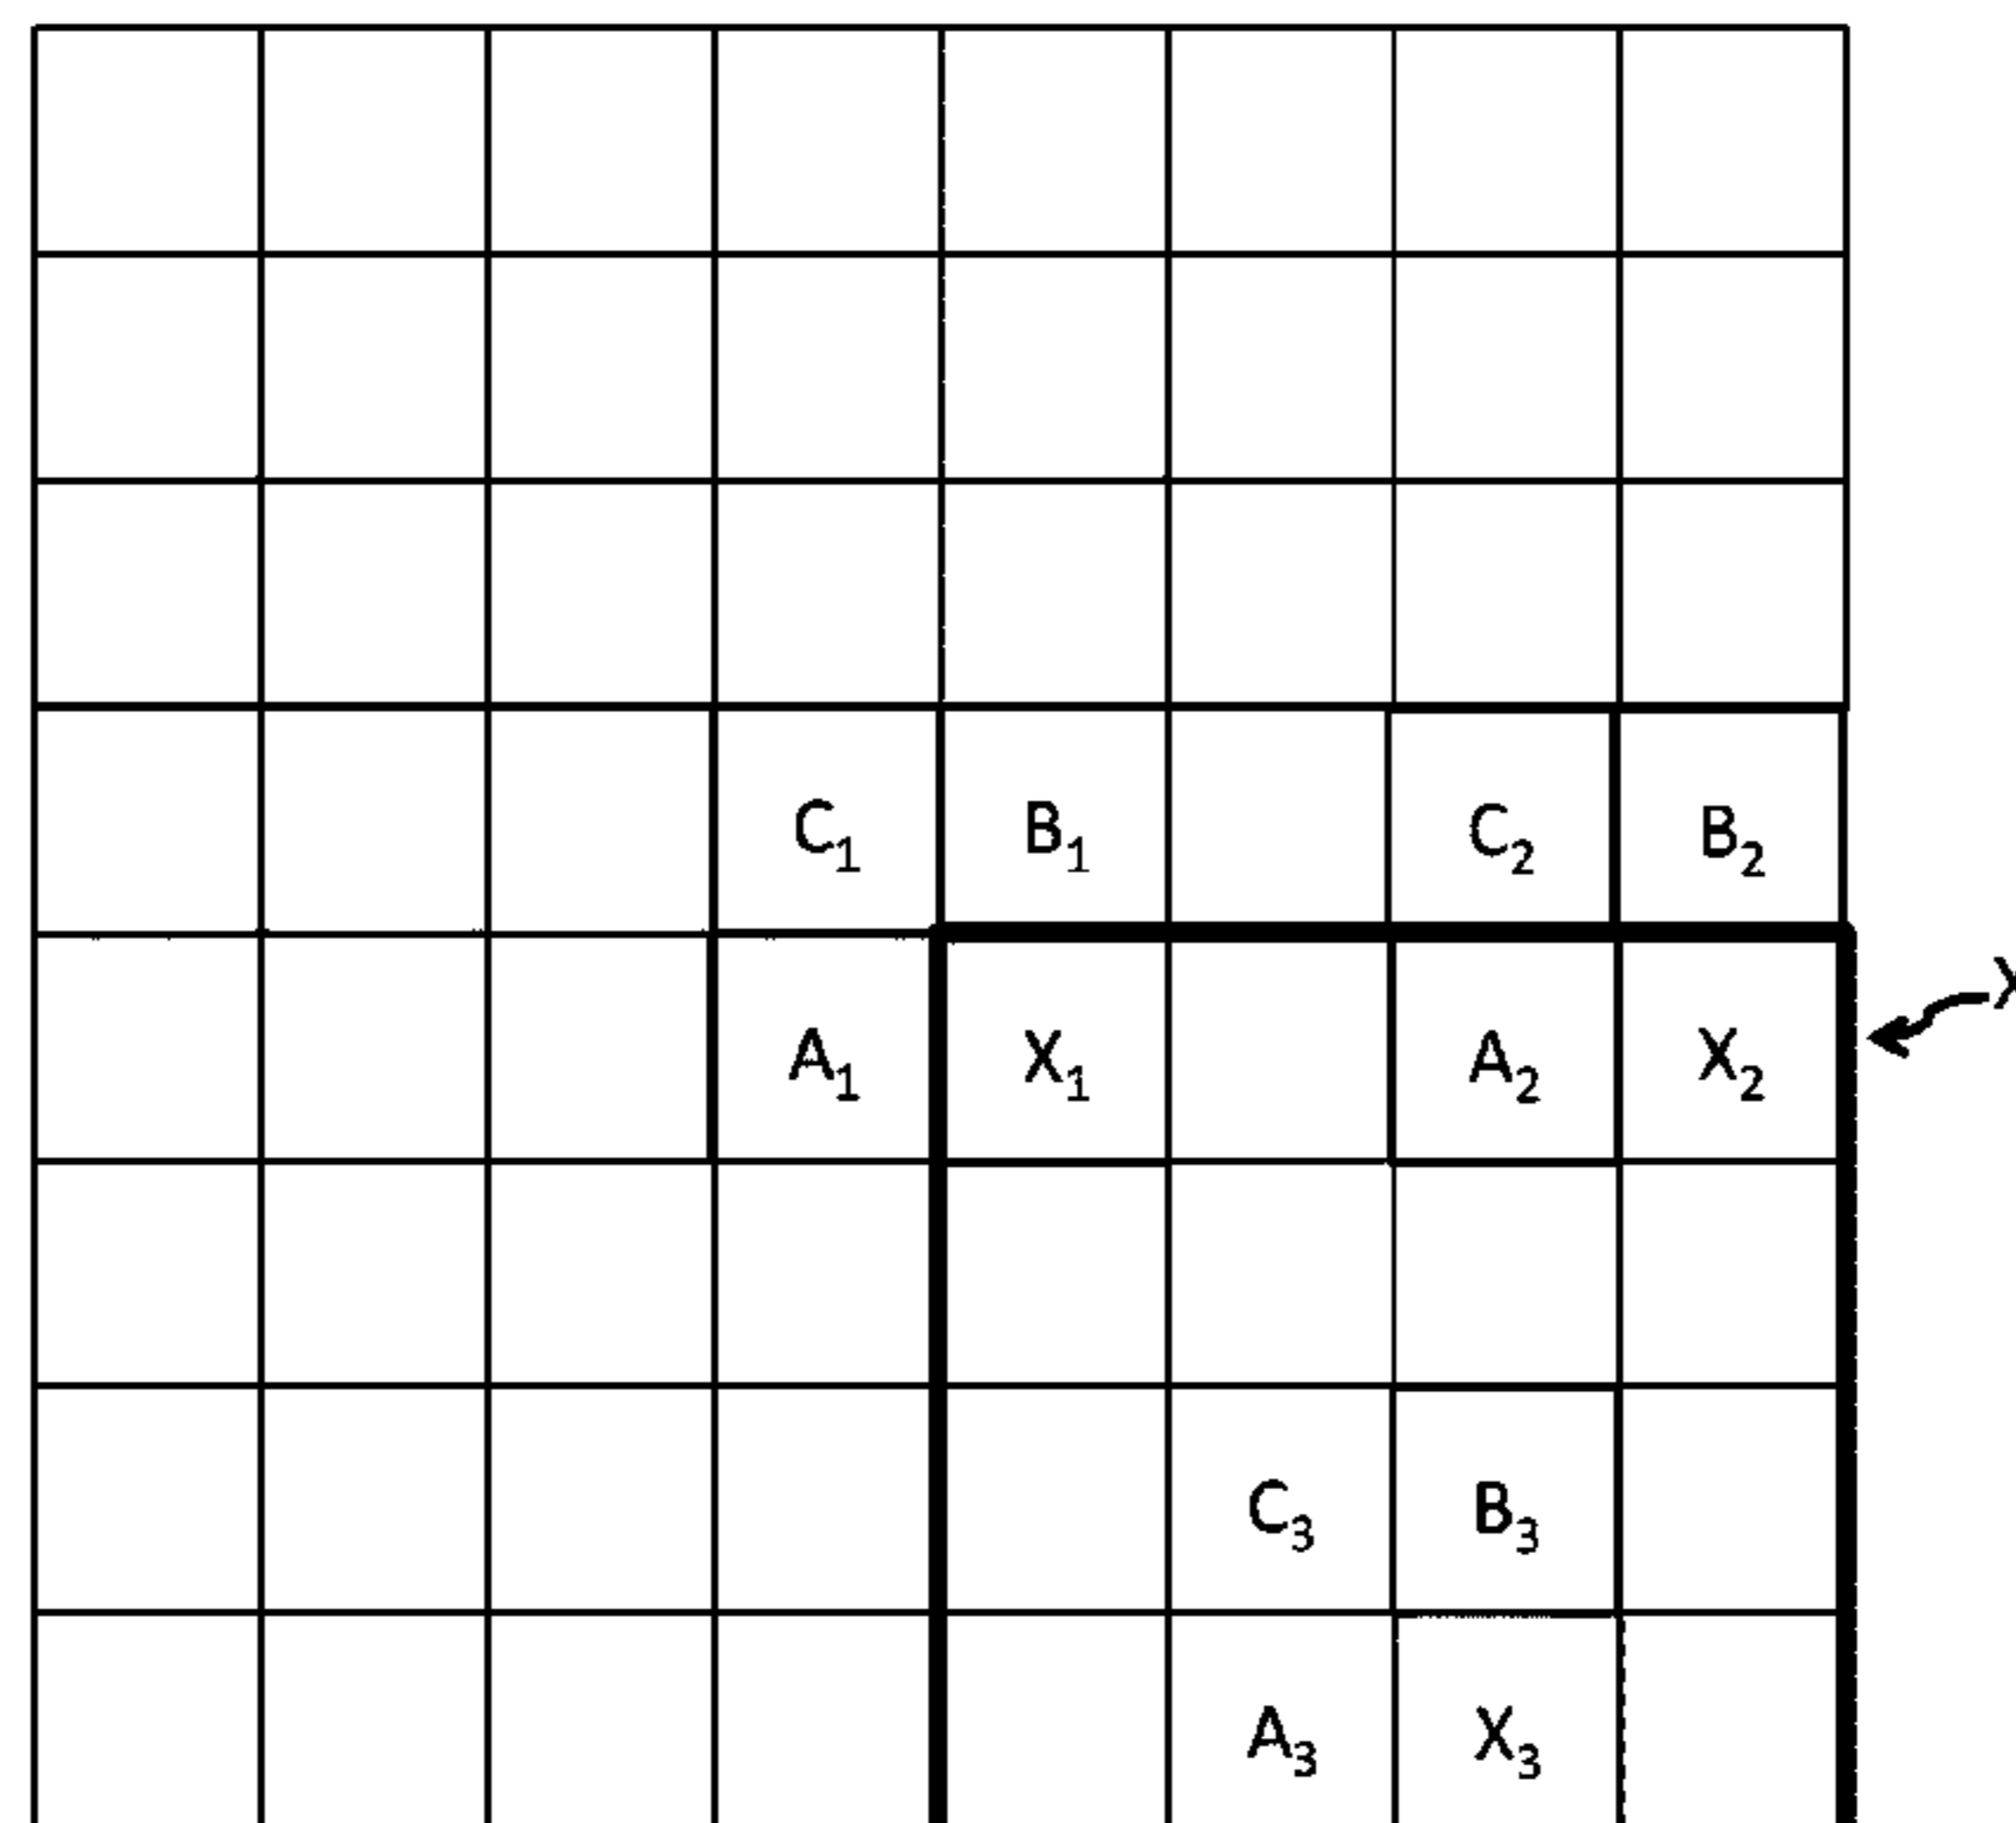 C₁ B₁ C₂ B₂
A₁ X₁ A₂ X₂
C₃ B₃
A₃ X₃